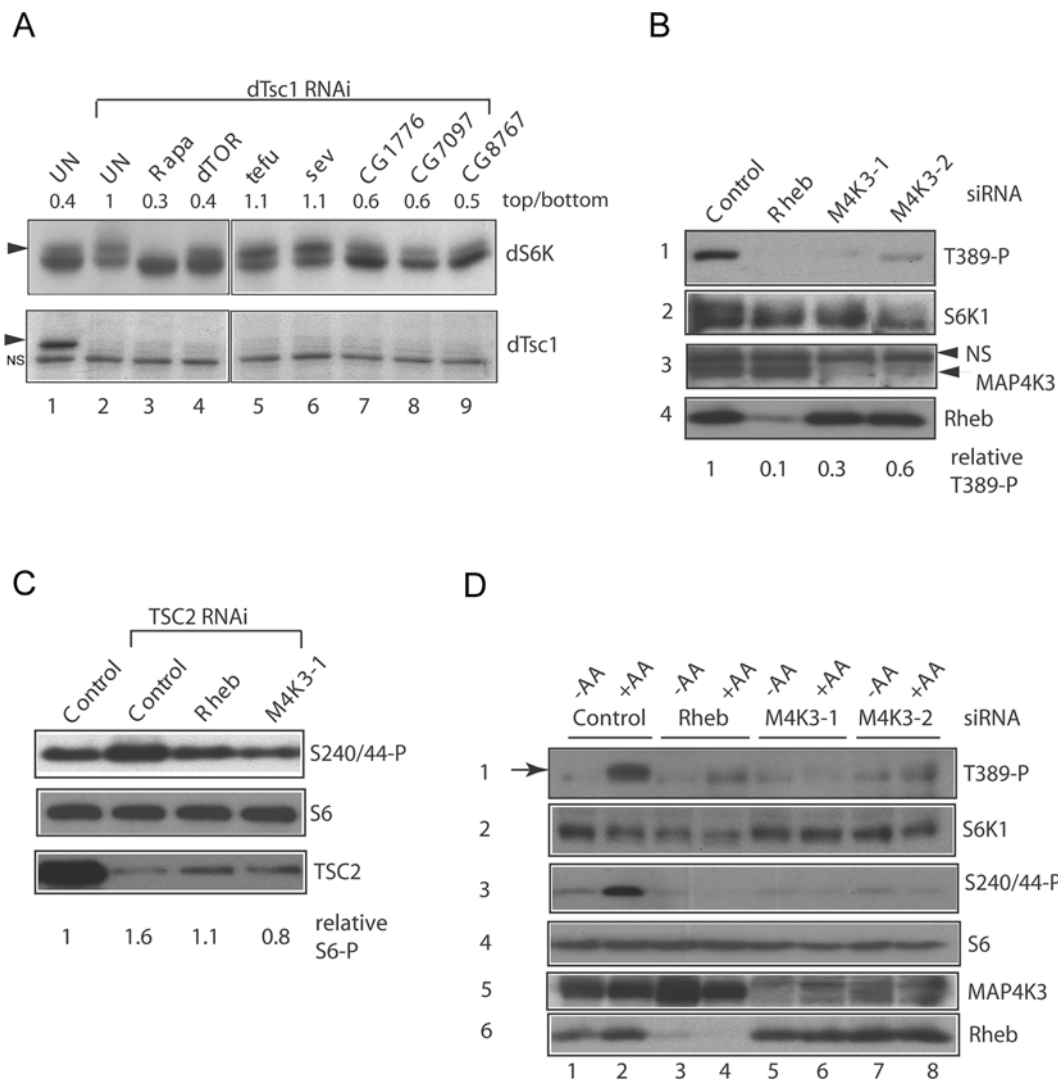 A
dTsc1 RNAi
UN UN Rapa dTOR tefu sev CG1776 CG7097 CG8767
0.4 1 0.3 0.4 1.1 1.1 0.6 0.6 0.5 top/bottom
dS6K
dTsc1
NS
1 2 3 4 5 6 7 8 9
B
Control Rheb M4K3-1 M4K3-2 siRNA
1 T389-P
2 S6K1
3 NS
MAP4K3
4 Rheb
1 0.1 0.3 0.6 relative
T389-P
C
TSC2 RNAi
Control Control Rheb M4K3-1
S240/44-P
S6
TSC2
1 1.6 1.1 0.8 relative
S6-P
D
-AA +AA -AA +AA -AA +AA -AA +AA
Control Rheb M4K3-1 M4K3-2 siRNA
1 T389-P
2 S6K1
3 S240/44-P
4 S6
5 MAP4K3
6 Rheb
1 2 3 4 5 6 7 8